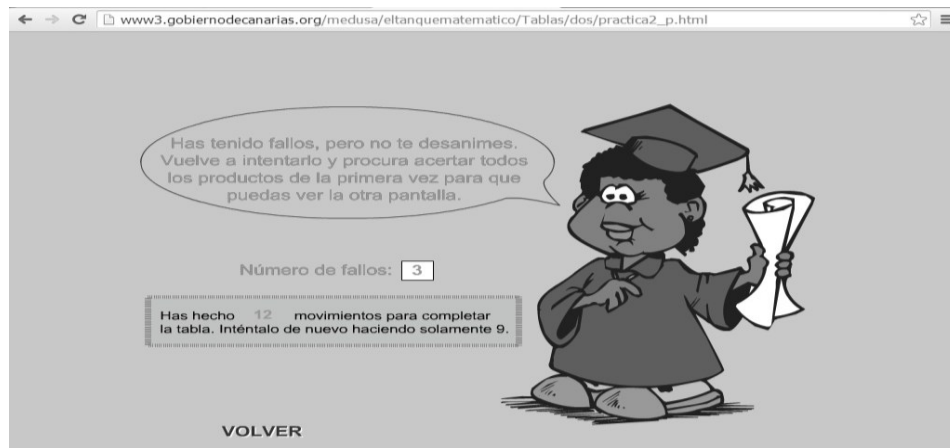 www3.gobiernodecanarias.org/medusa/eltanquematematico/Tablas/dos/practica2_p.html
Has tenido fallos, pero no te desanimes.
Vuelve a intentarlo y procura acertar todos
los productos de la primera vez para que
puedas ver la otra pantalla.
Número de fallos: 3
Has hecho 12 movimientos para completar
la tabla. Inténtalo de nuevo haciendo solamente 9.
VOLVER